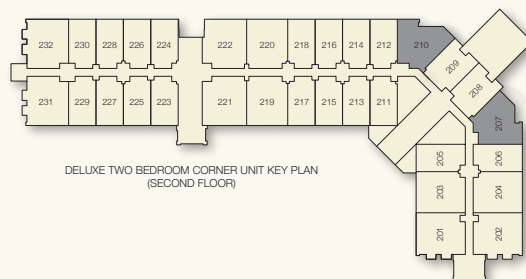 232 230 228 226 224 222 220 218 216 214 212 210
209
208
207
231 229 227 225 223 221 219 217 215 213 211
205 206
203 204
201 202
DELUXE TWO BEDROOM CORNER UNIT KEY PLAN
(SECOND FLOOR)